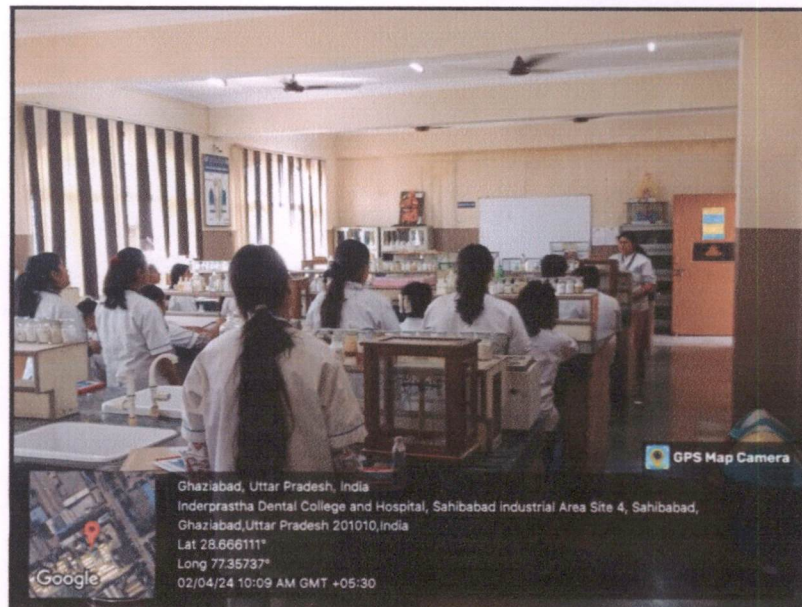 GPS Map Camera
Ghaziabad, Uttar Pradesh, India
Inderprastha Dental College and Hospital, Sahibabad industrial Area Site 4, Sahibabad,
Ghaziabad,Uttar Pradesh 201010,India
Lat 28.666111°
Long 77.35737°
02/04/24 10:09 AM GMT +05:30
Google